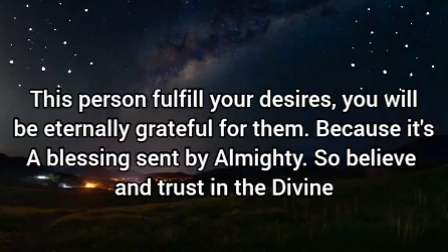 This person fulfill your desires, you will
be eternally grateful for them. Because it's
A blessing sent by Almighty. So believe
and trust in the Divine